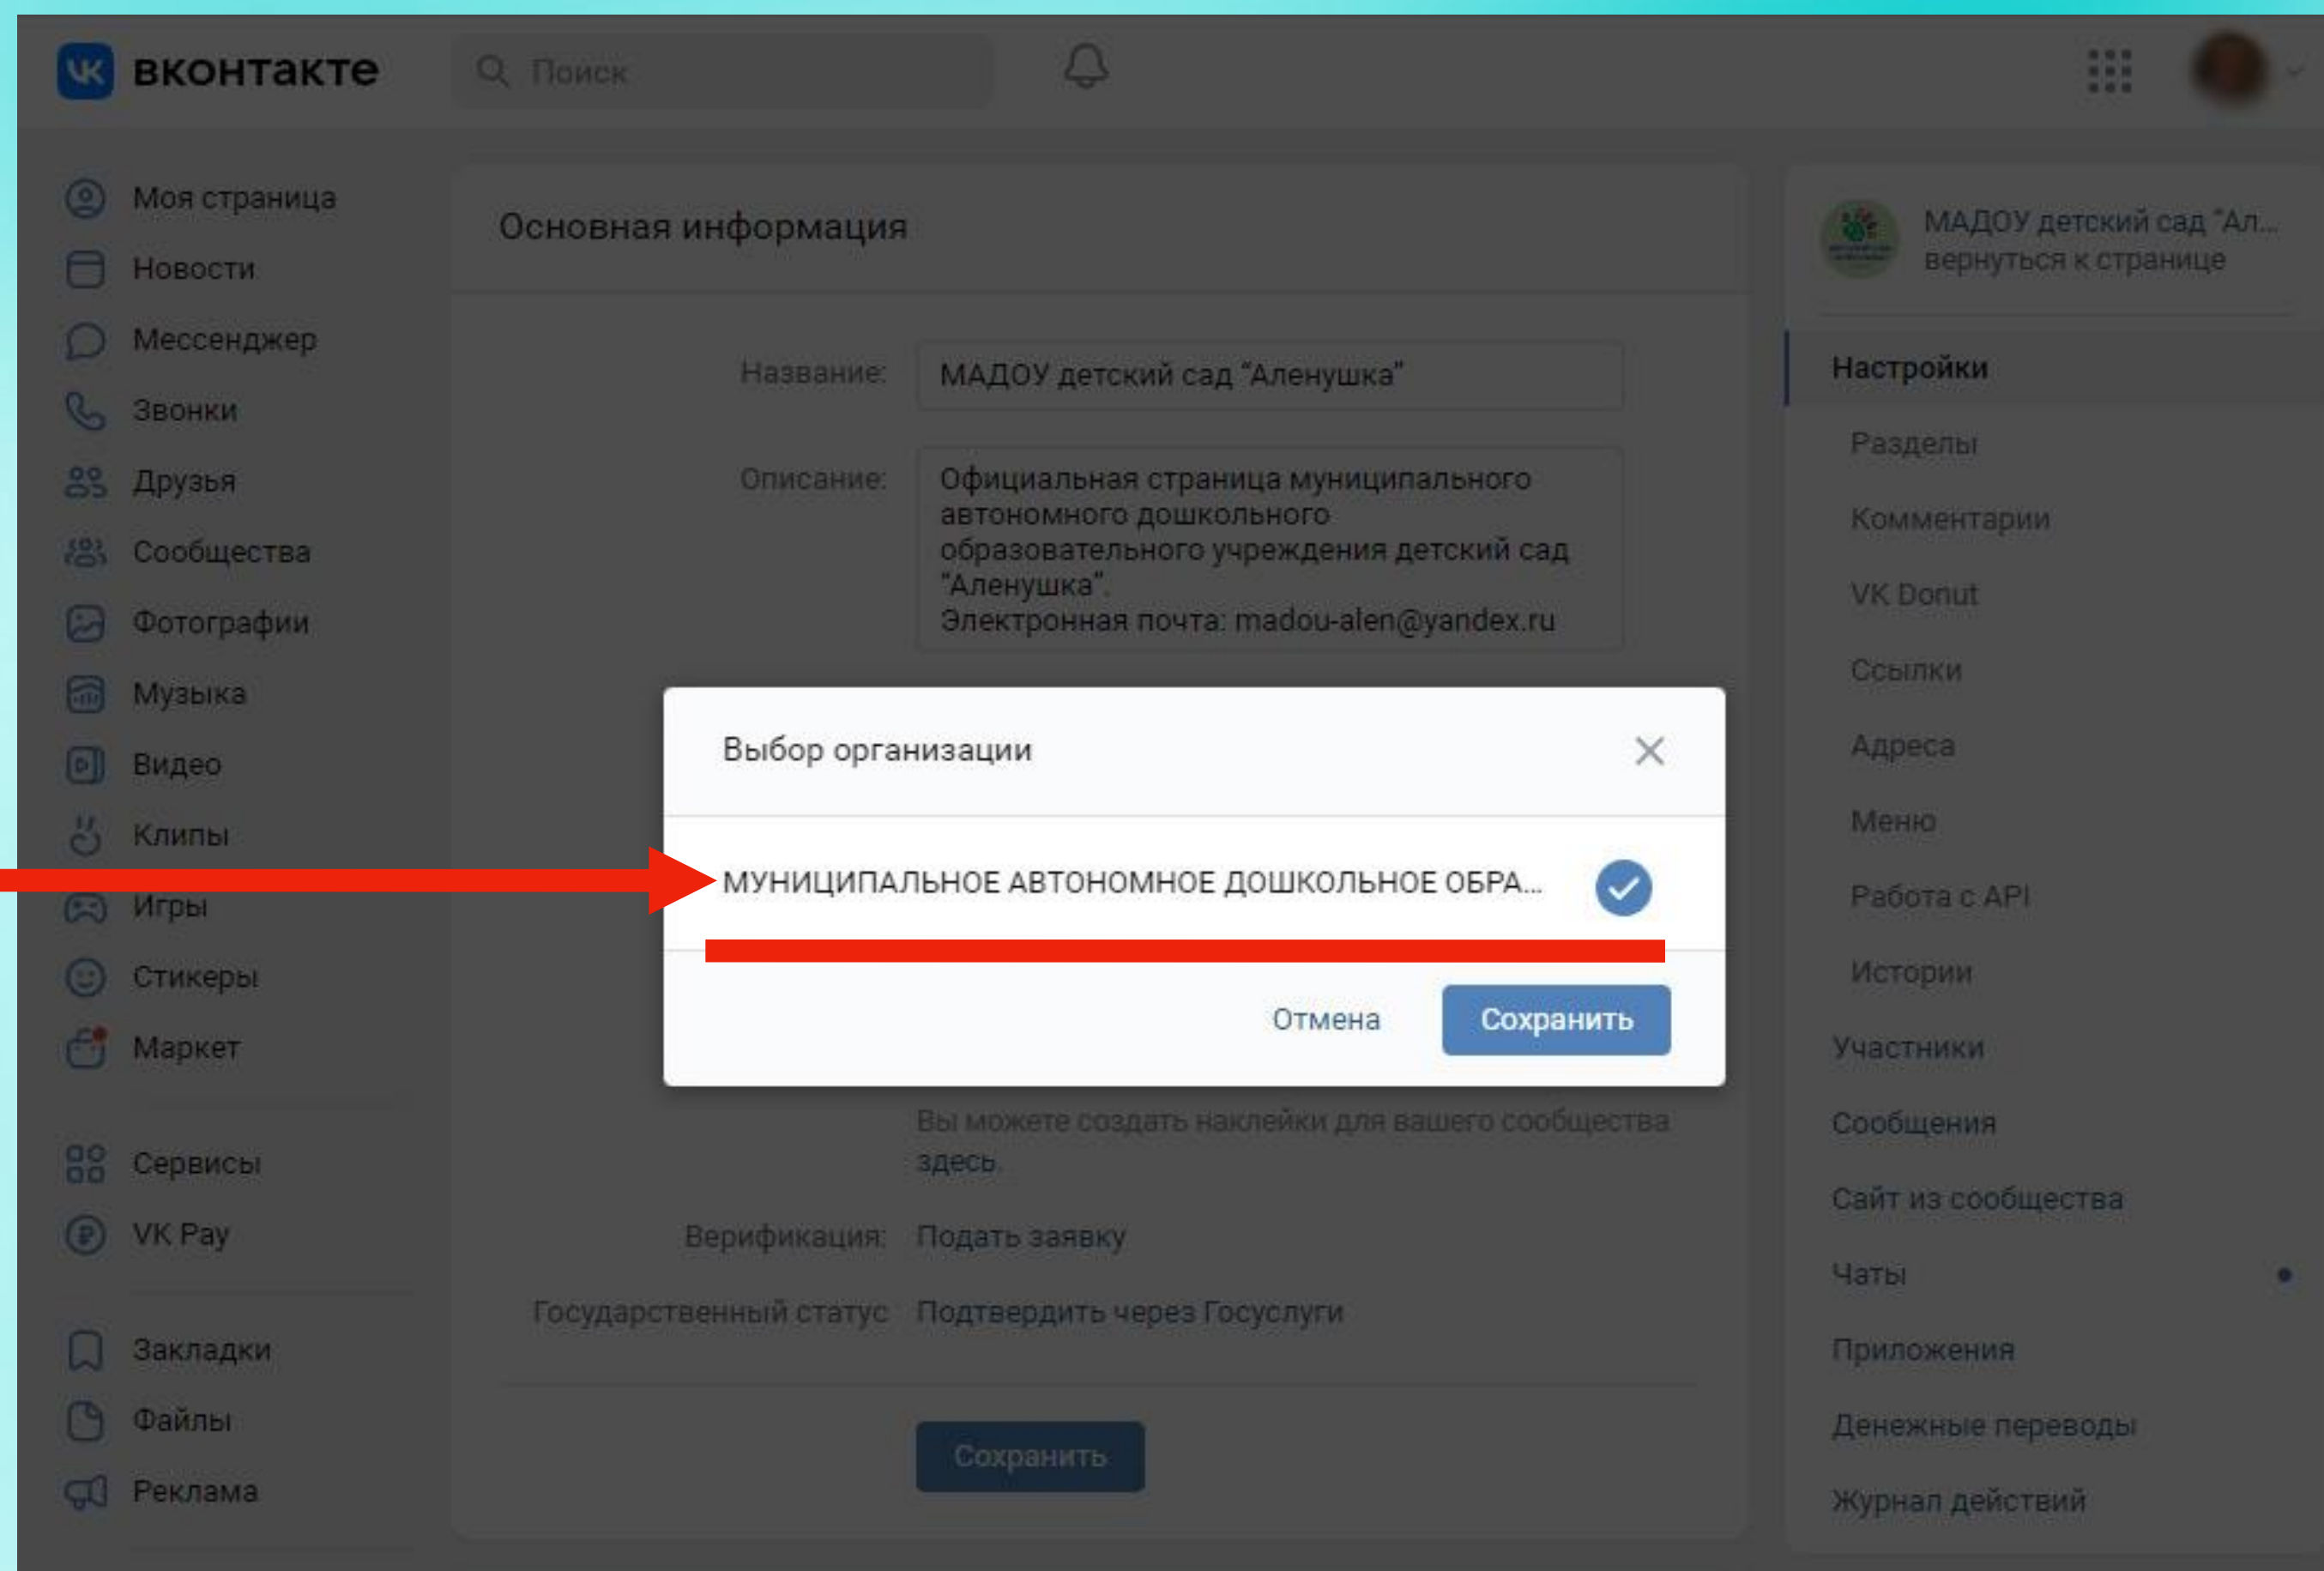 вконтакте
Поиск
Моя страница
Новости
Мессенджер
Звонки
Друзья
Сообщества
Фотографии
Музыка
Видео
Клипы
Игры
Стикеры
Маркет
Сервисы
VK Pay
Закладки
Файлы
Реклама
Основная информация
Название: МАДОУ детский сад "Аленушка"
Описание: Официальная страница муниципального
автономного дошкольного
образовательного учреждения детский сад
"Аленушка".
Электронная почта: madou-alen@yandex.ru
Выбор организации
МУНИЦИПАЛЬНОЕ АВТОНОМНОЕ ДОШКОЛЬНОЕ ОБРА...
Отмена Сохранить
Вы можете создать наклейки для вашего сообщества
здесь.
Верификация: Подать заявку
Государственный статус Подтвердить через Госуслуги
Сохранить
МАДОУ детский сад "Ал...
вернуться к странице
Настройки
Разделы
Комментарии
VK Donut
Ссылки
Адреса
Меню
Работа с API
Истории
Участники
Сообщения
Сайт из сообщества
Чаты
Приложения
Денежные переводы
Журнал действий